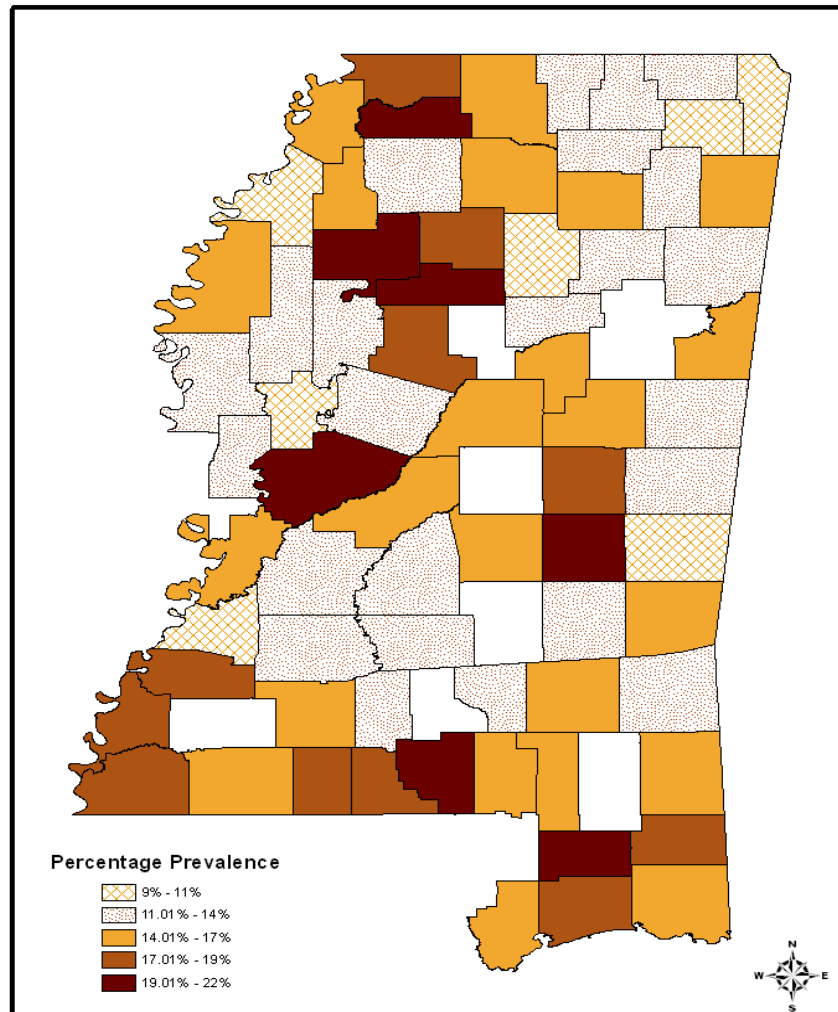 Percentage Prevalence
9% - 11%
11.01% - 14%
14.01% - 17%
17.01% - 19%
19.01% - 22%
N
W E
S